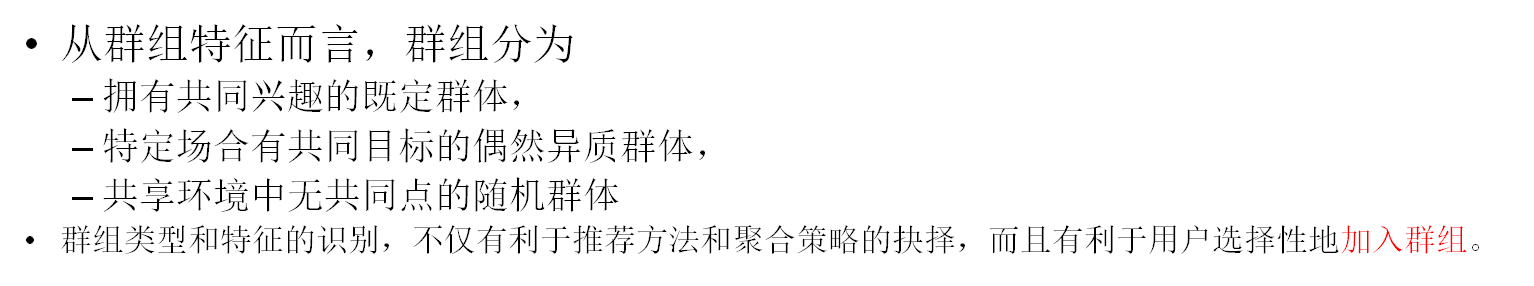 • 从群组特征而言，群组分为
– 拥有共同兴趣的既定群体，
– 特定场合有共同目标的偶然异质群体，
– 共享环境中无共同点的随机群体
• 群组类型和特征的识别，不仅有利于推荐方法和聚合策略的抉择，而且有利于用户选择性地加入群组。